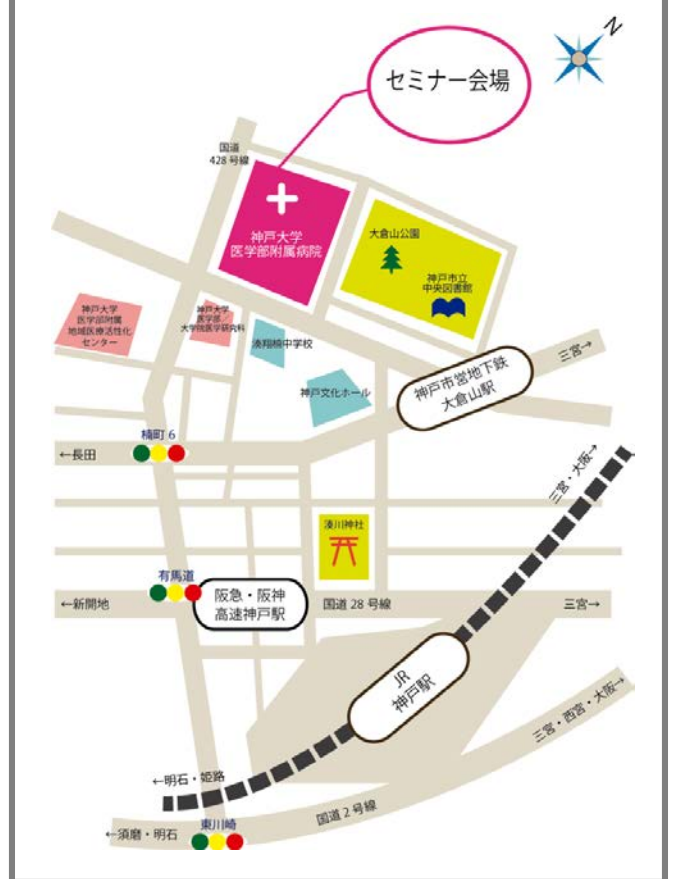 N
セミナー会場
国道
428号線
神戸大学
医学部附属病院
大倉山公園
神戸市立
中央図書館
神戸大学
医学部附属
地域医療活性化
センター
神戸大学
医学部/
大学院医学研究科
湊翔楠中学校
神戸文化ホール
神戸市営地下鉄
大倉山駅
三宮→
楠町6
←長田
三宮・大阪→
湊川神社
有馬道
←新開地
阪急・阪神
高速神戸駅
国道28号線
三宮→
JR
神戸駅
三宮・西宮・大阪→
←明石・姫路
国道2号線
東川崎
←須磨・明石